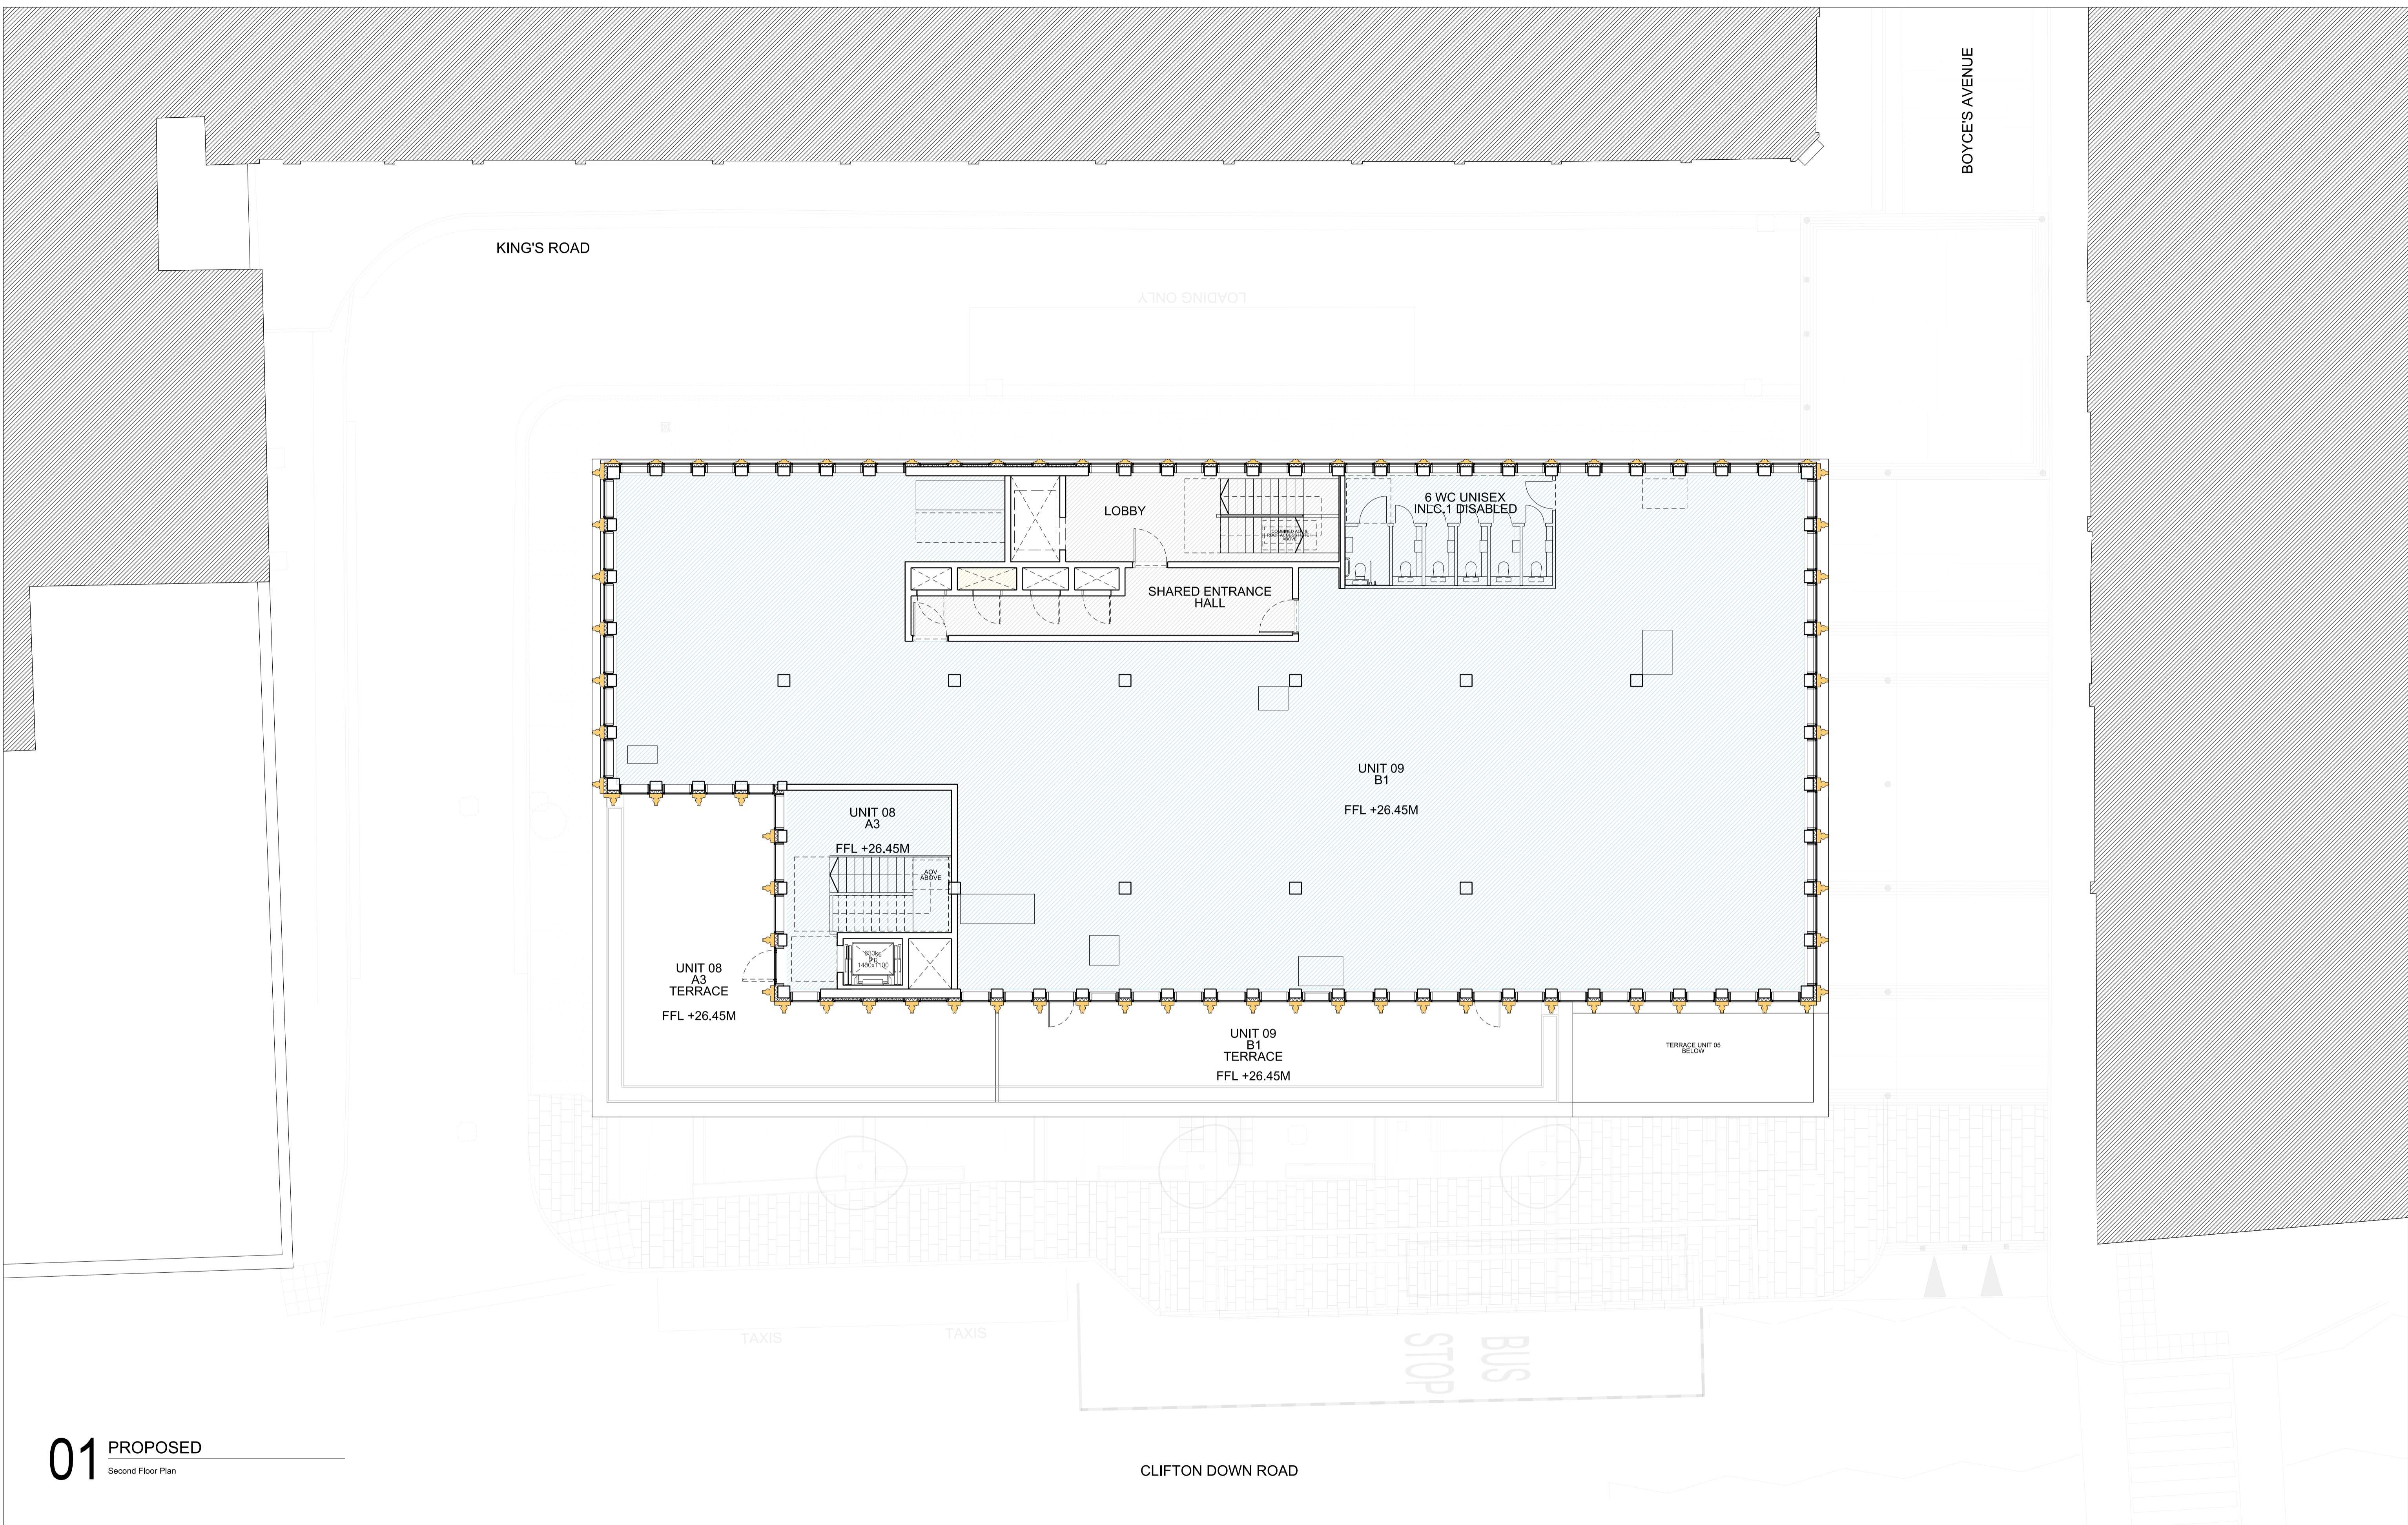 BOYCE'S AVENUE
KING'S ROAD
LOADING ONLY
LOBBY
6 WC UNISEX
INLC.1 DISABLED
ABOVE
SHARED ENTRANCE
HALL
UNIT 09
B1
FFL +26.45M
UNIT 08
A3
FFL +26.45M
AOV
ABOVE
630kg
1400x1100
UNIT 08
A3
TERRACE
FFL +26.45M
UNIT 09
B1
TERRACE
FFL +26.45M
TERRACE UNIT 05
BELOW
TAXIS
TAXIS
BUS
STOP
01
PROPOSED
Second Floor Plan
CLIFTON DOWN ROAD